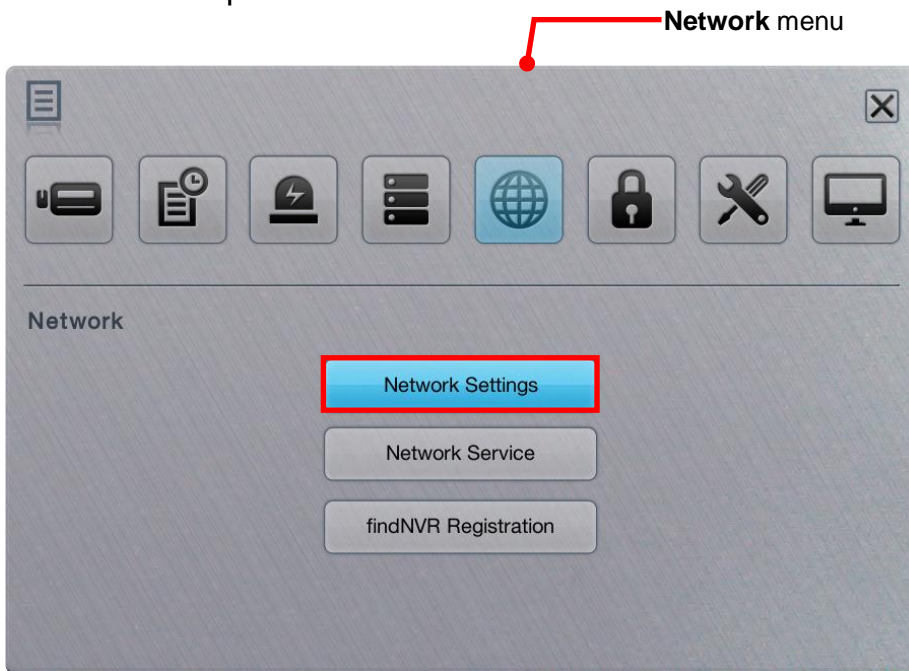 Network menu
Network
Network Settings
Network Service
findNVR Registration